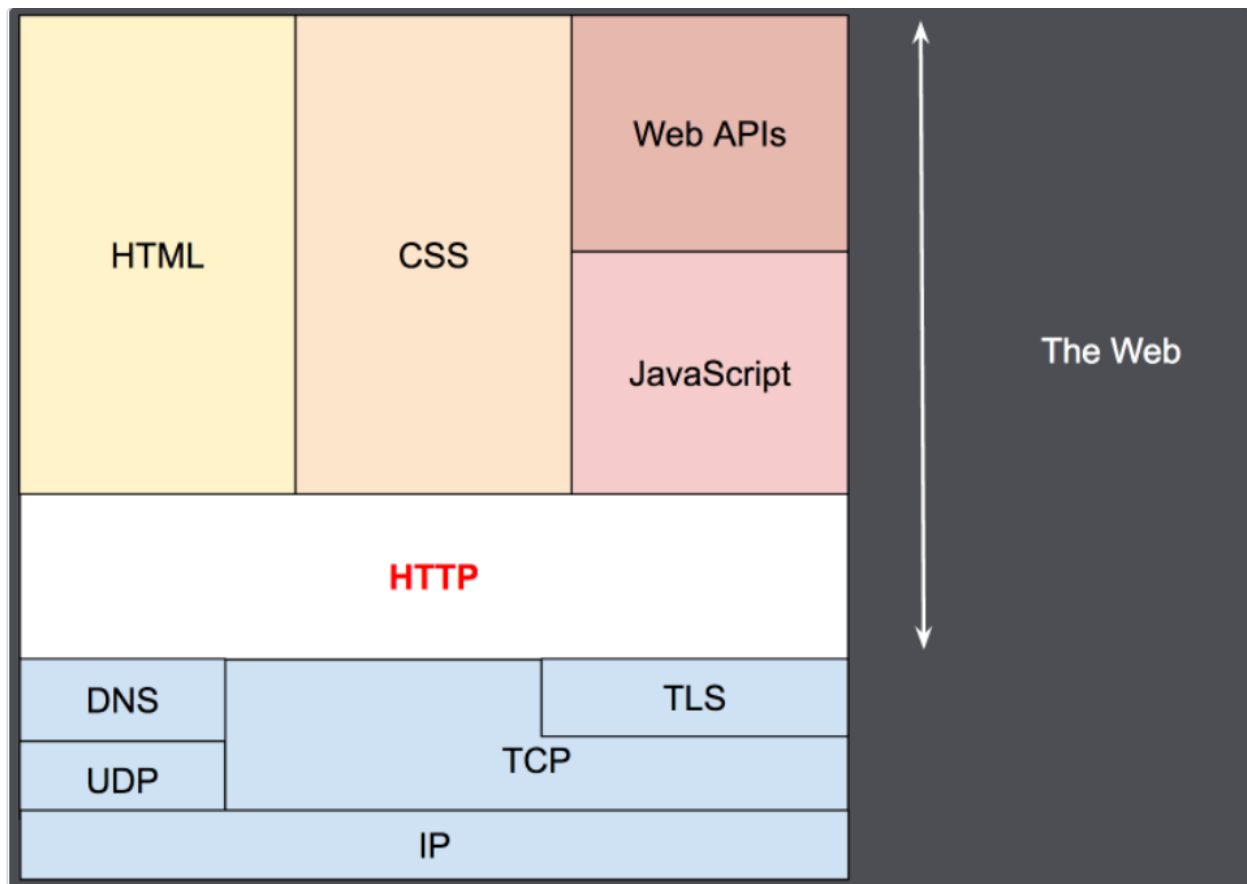 Web APIs
HTML
CSS
The Web
JavaScript
HTTP
DNS
TLS
TCP
UDP
IP